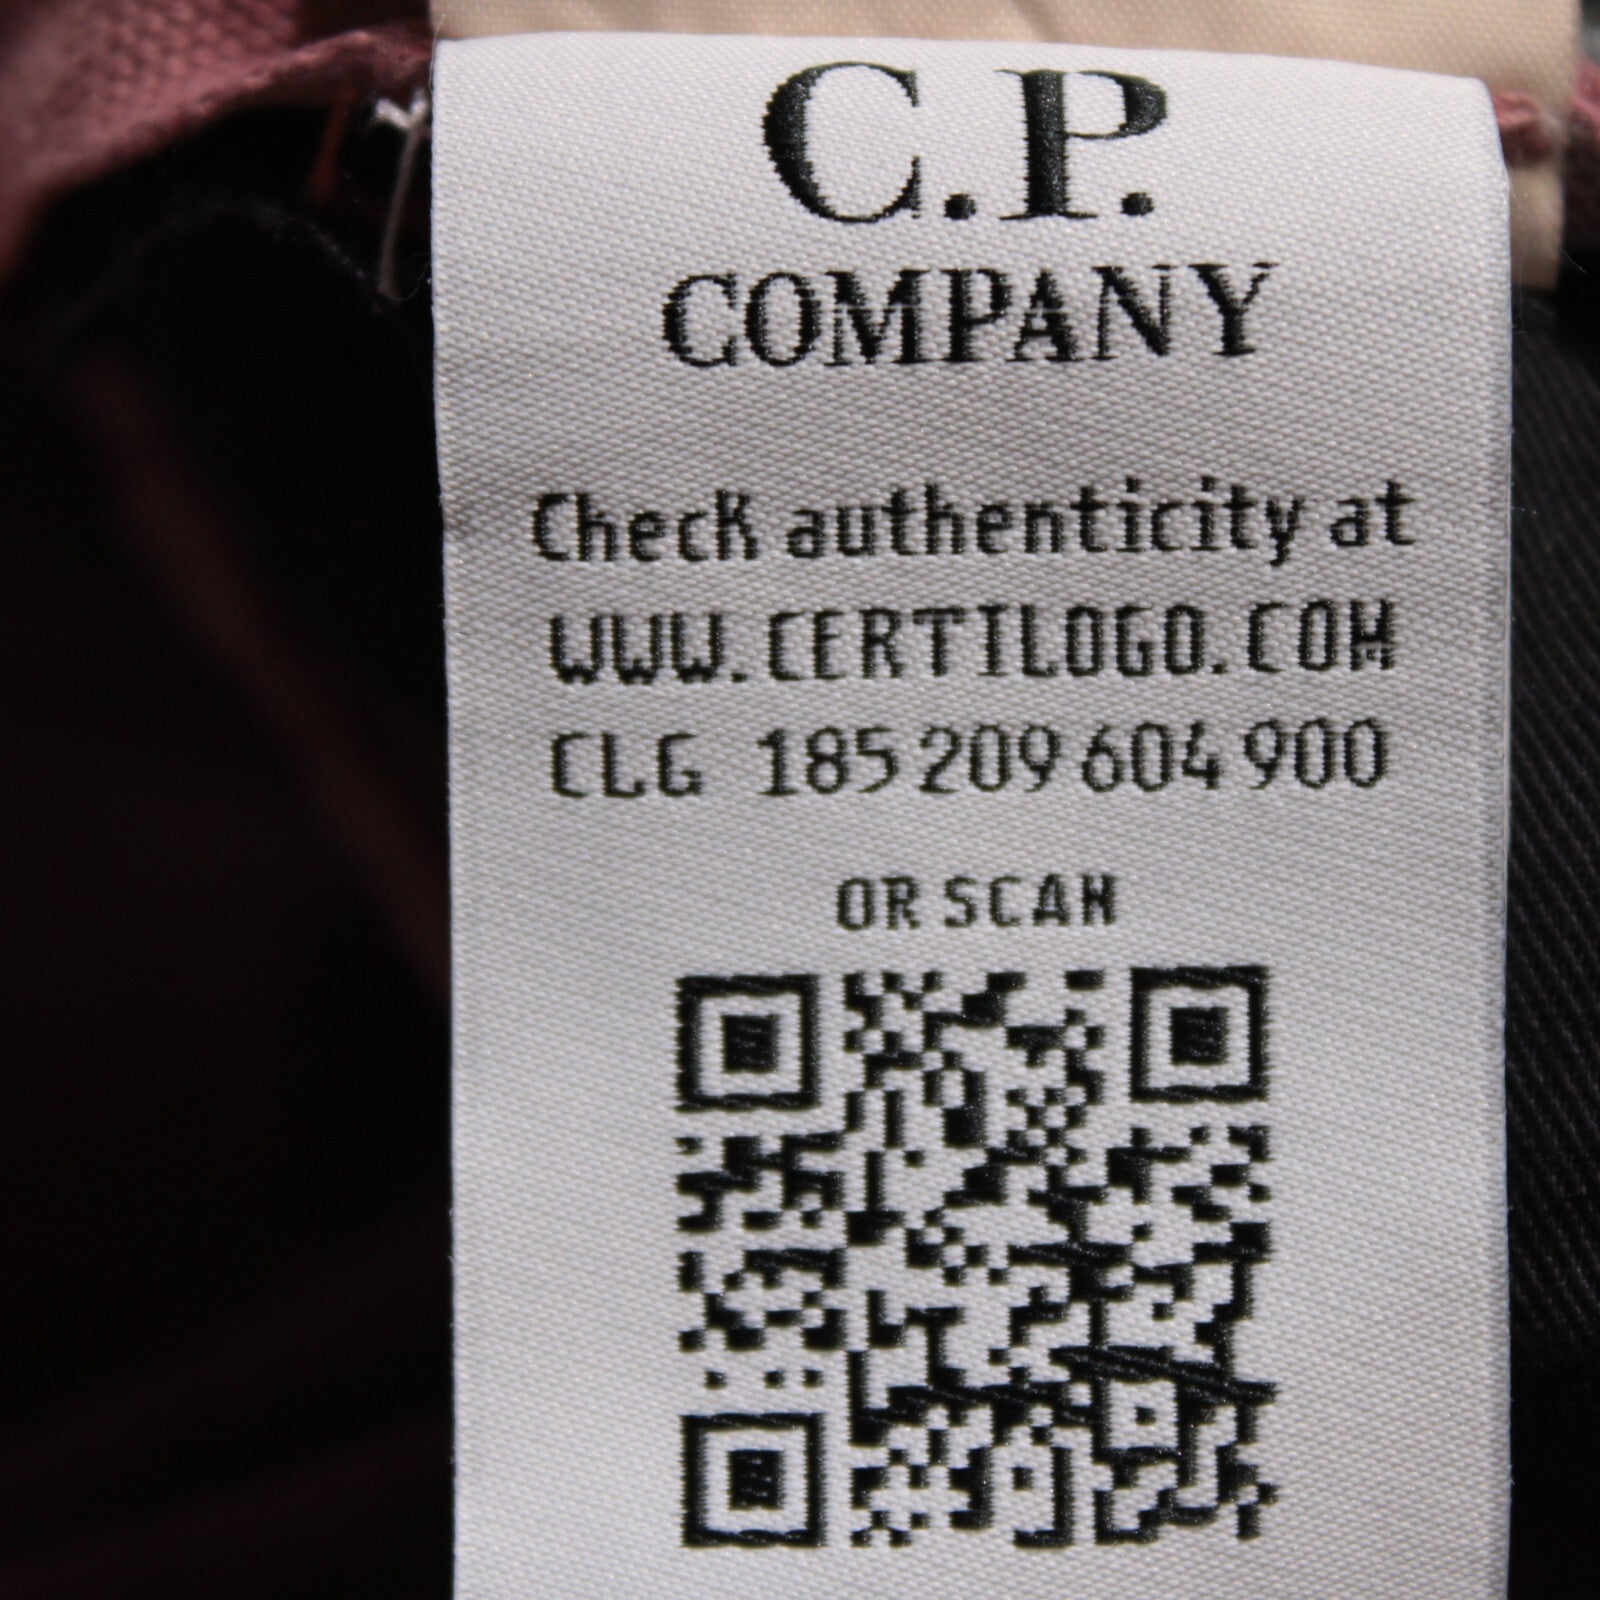 C.P.
COMPANY
Check authenticity at
WWW.CERTILOGO.COM
CLG 185 209 604 900
OR SCAN